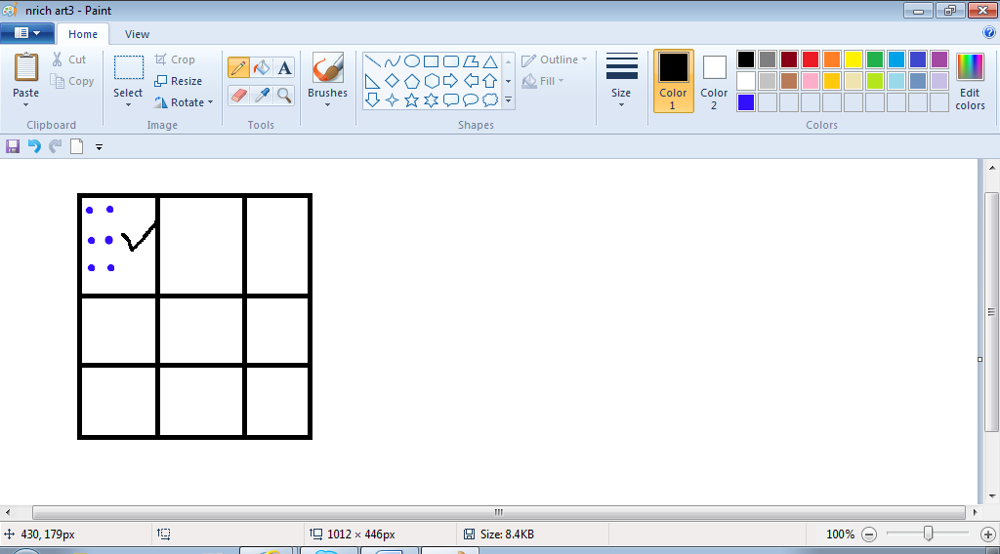 nrich art3 - Paint
Home View
Paste
Cut
Copy
Clipboard
Select
Crop
Resize
Rotate
Image
A
Tools
Brushes
Shapes
Outline
Fill
Size
Color 1
Color 2
Edit colors
Colors
430, 179px
1012 × 446px
Size: 8.4KB
100%